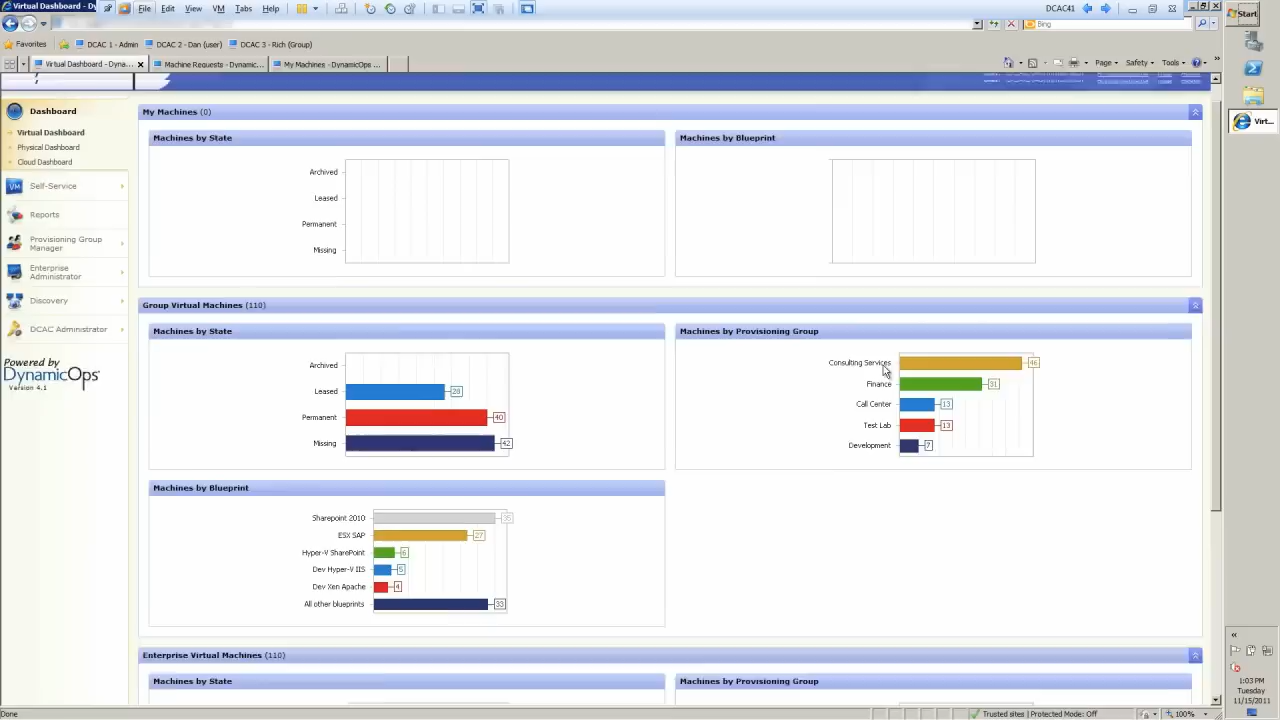 Virtual Dashboard - Dy
File Edit View VM Tabs Help
DCAC41
Bing
Favorites DCAC 1 - Admin DCAC 2 - Dan (user) DCAC 3 - Rich (Group)
Virtual Dashboard - Dyna... Machine Requests - Dynamic... My Machines - DynamicOps ...
Page Safety Tools
Dashboard
Virtual Dashboard
Physical Dashboard
Cloud Dashboard
VM Self-Service
Reports
Provisioning Group
Manager
Enterprise
Administrator
Discovery
DCAC Administrator
Powered by
DynamicOps
Version 4.1
My Machines (0)
Machines by State
Archived
Leased
Permanent
Missing
Machines by Blueprint
Group Virtual Machines (110)
Machines by State
Archived
Leased 28
Permanent 40
Missing 42
Machines by Provisioning Group
Consulting Services 46
Finance 31
Call Center 13
Test Lab 13
Development 7
Machines by Blueprint
Sharepoint 2010 35
ESX SAP 27
Hyper-V SharePoint 6
Dev Hyper-V IIS 5
Dev Xen Apache 4
All other blueprints 33
Enterprise Virtual Machines (110)
Machines by State
Machines by Provisioning Group
Done
Trusted sites | Protected Mode: Off
100%
Start
Virt...
1:03 PM
Tuesday
11/15/2011